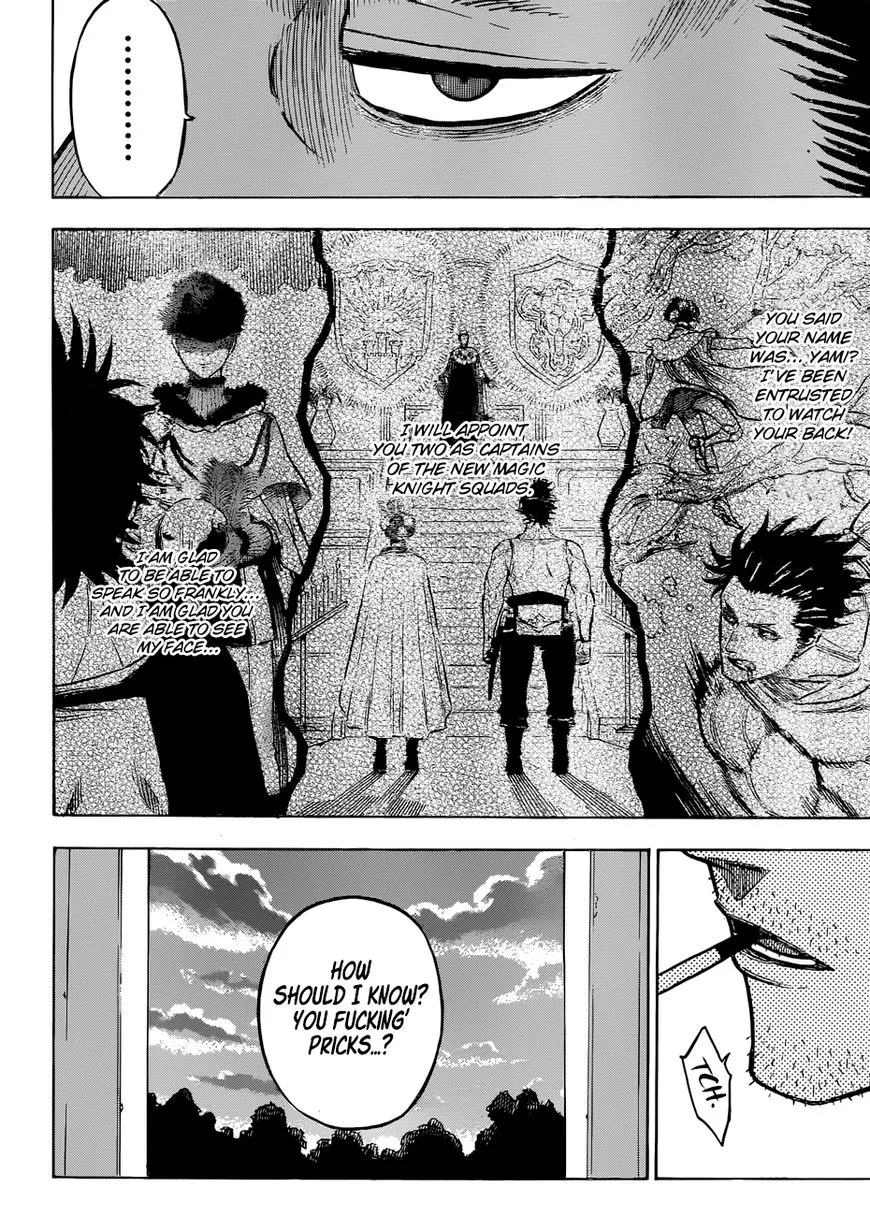 .........
YOU SAID
YOUR NAME
WAS... YAMI?
I'VE BEEN
ENTRUSTED
TO WATCH
YOUR BACK!
I WILL APPOINT
YOU TWO AS CAPTAINS
OF THE NEW MAGIC
KNIGHT SQUADS.
I AM GLAD
TO BE ABLE TO
SPEAK SO FRANKLY...
AND I AM GLAD YOU
ARE ABLE TO SEE
MY FACE...
TCH.
HOW
SHOULD I KNOW?
YOU FUCKING'
PRICKS...?